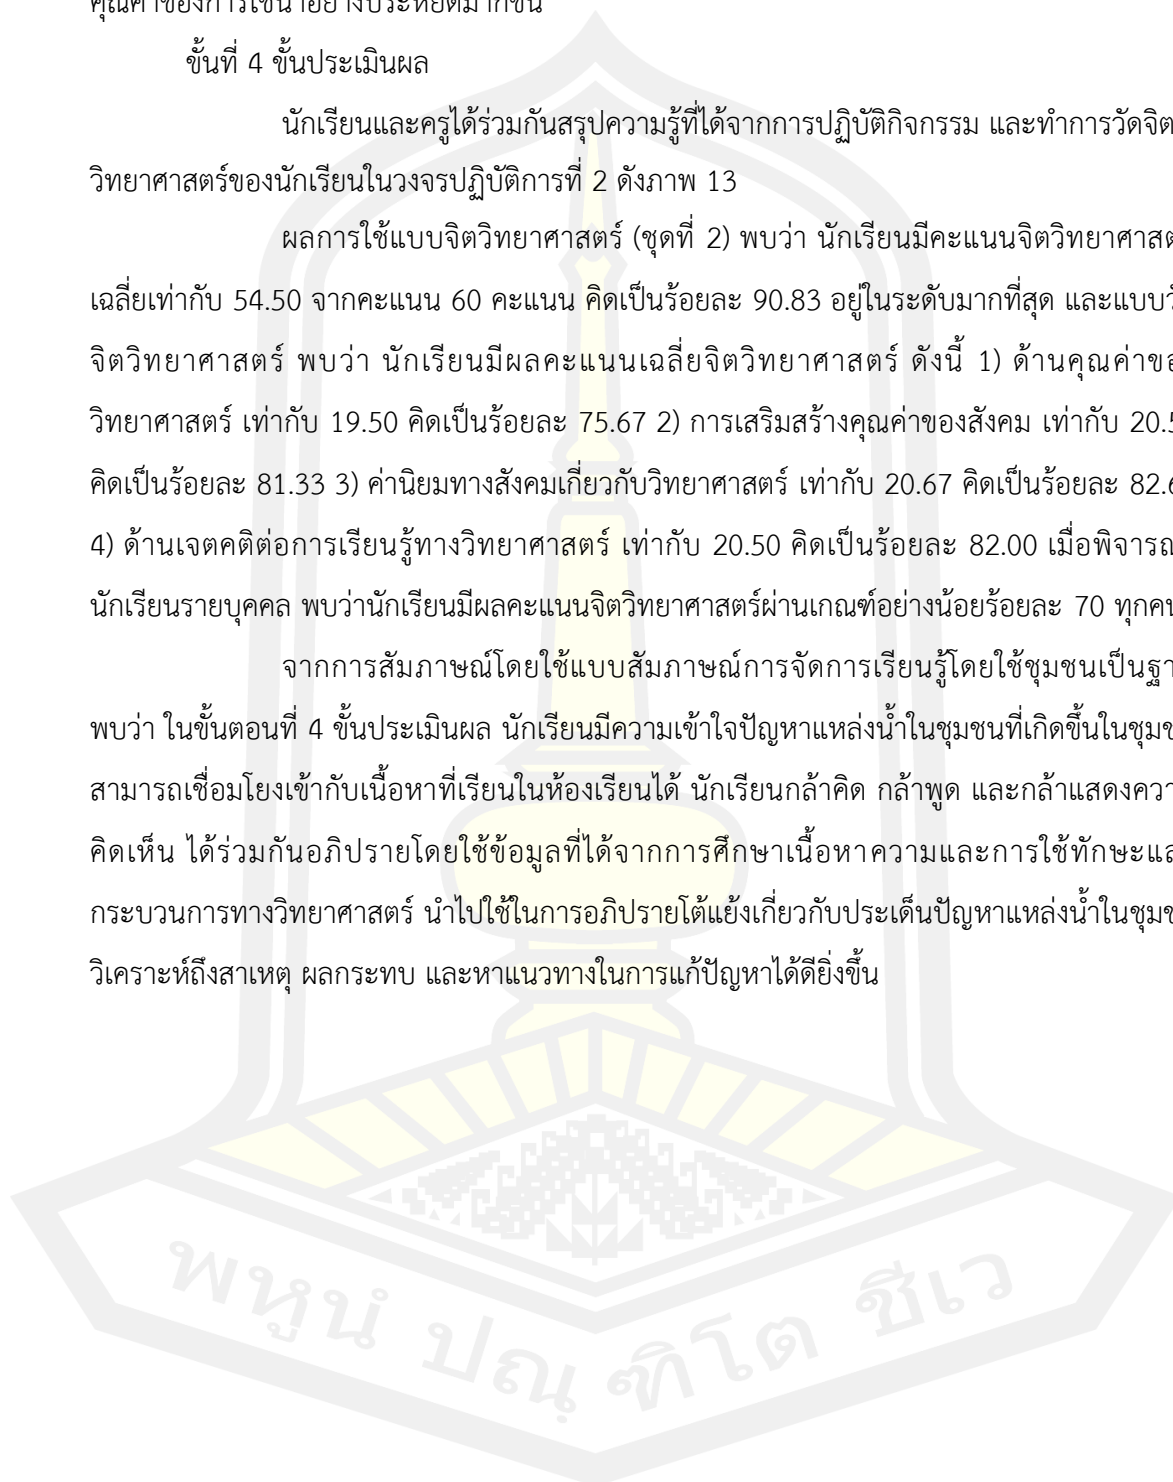 คุณค่าของการใช้น้ำอย่างประหยัดมากขึ้น
ขั้นที่ 4 ขั้นประเมินผล
นักเรียนและครูได้ร่วมกันสรุปความรู้ที่ได้จากการปฏิบัติกิจกรรม และทำการวัดจิต
วิทยาศาสตร์ของนักเรียนในวงจรปฏิบัติการที่ 2 ดังภาพ 13
ผลการใช้แบบจิตวิทยาศาสตร์ (ชุดที่ 2) พบว่า นักเรียนมีคะแนนจิตวิทยาศาสต
เฉลี่ยเท่ากับ 54.50 จากคะแนน 60 คะแนน คิดเป็นร้อยละ 90.83 อยู่ในระดับมากที่สุด และแบบวั
จิตวิทยาศาสตร์ พบว่า นักเรียนมีผลคะแนนเฉลี่ยจิตวิทยาศาสตร์ ดังนี้ 1) ด้านคุณค่าขอ
วิทยาศาสตร์ เท่ากับ 19.50 คิดเป็นร้อยละ 75.67 2) การเสริมสร้างคุณค่าของสังคม เท่ากับ 20.5
คิดเป็นร้อยละ 81.33 3) ค่านิยมทางสังคมเกี่ยวกับวิทยาศาสตร์ เท่ากับ 20.67 คิดเป็นร้อยละ 82.6
4) ด้านเจตคติต่อการเรียนรู้ทางวิทยาศาสตร์ เท่ากับ 20.50 คิดเป็นร้อยละ 82.00 เมื่อพิจารณ
นักเรียนรายบุคคล พบว่านักเรียนมีผลคะแนนจิตวิทยาศาสตร์ผ่านเกณฑ์อย่างน้อยร้อยละ 70 ทุกคน
จากการสัมภาษณ์โดยใช้แบบสัมภาษณ์การจัดการเรียนรู้โดยใช้ชุมชนเป็นฐา
พบว่า ในขั้นตอนที่ 4 ขั้นประเมินผล นักเรียนมีความเข้าใจปัญหาแหล่งน้ำในชุมชนที่เกิดขึ้นในชุมช
สามารถเชื่อมโยงเข้ากับเนื้อหาที่เรียนในห้องเรียนได้ นักเรียนกล้าคิด กล้าพูด และกล้าแสดงควา
คิดเห็น ได้ร่วมกันอภิปรายโดยใช้ข้อมูลที่ได้จากการศึกษาเนื้อหาความและการใช้ทักษะแล
กระบวนการทางวิทยาศาสตร์ นำไปใช้ในการอภิปรายโต้แย้งเกี่ยวกับประเด็นปัญหาแหล่งน้ำในชุมช
วิเคราะห์ถึงสาเหตุ ผลกระทบ และหาแนวทางในการแก้ปัญหาได้ดียิ่งขึ้น
พหูนํ ปณฺฑิโต ชีเว